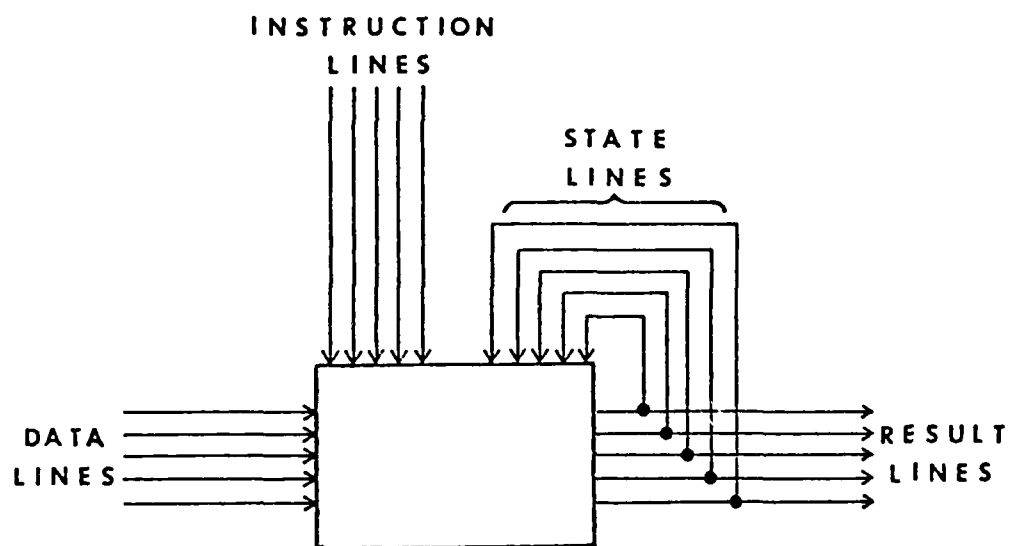 INSTRUCTION
LINES
STATE
LINES
DATA
LINES
RESULT
LINES